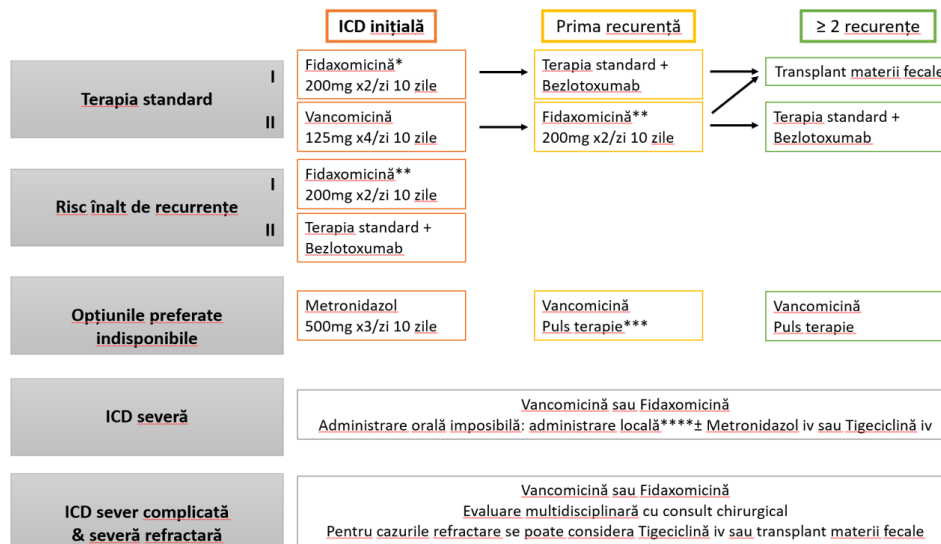 ICD inițială
Prima recurență
≥ 2 recurențe
Terapia standard
I
II
Fidaxomicină*
200mg x2/zi 10 zile
Terapia standard +
Bezlotoxumab
Transplant materii fecale
Vancomicină
125mg x4/zi 10 zile
Fidaxomicină**
200mg x2/zi 10 zile
Terapia standard +
Bezlotoxumab
Risc înalt de recurrențe
I
II
Fidaxomicină**
200mg x2/zi 10 zile
Terapia standard +
Bezlotoxumab
Opțiunile preferate
indisponibile
Metronidazol
500mg x3/zi 10 zile
Vancomicină
Puls terapie***
Vancomicină
Puls terapie
ICD severă
Vancomicină sau Fidaxomicină
Administrare orală imposibilă: administrare locală****± Metronidazol iv sau Tigeciclină iv
ICD sever complicată
& severă refractară
Vancomicină sau Fidaxomicină
Evaluare multidisciplinară cu consult chirurgical
Pentru cazurile refractare se poate considera Tigeciclină iv sau transplant materii fecale